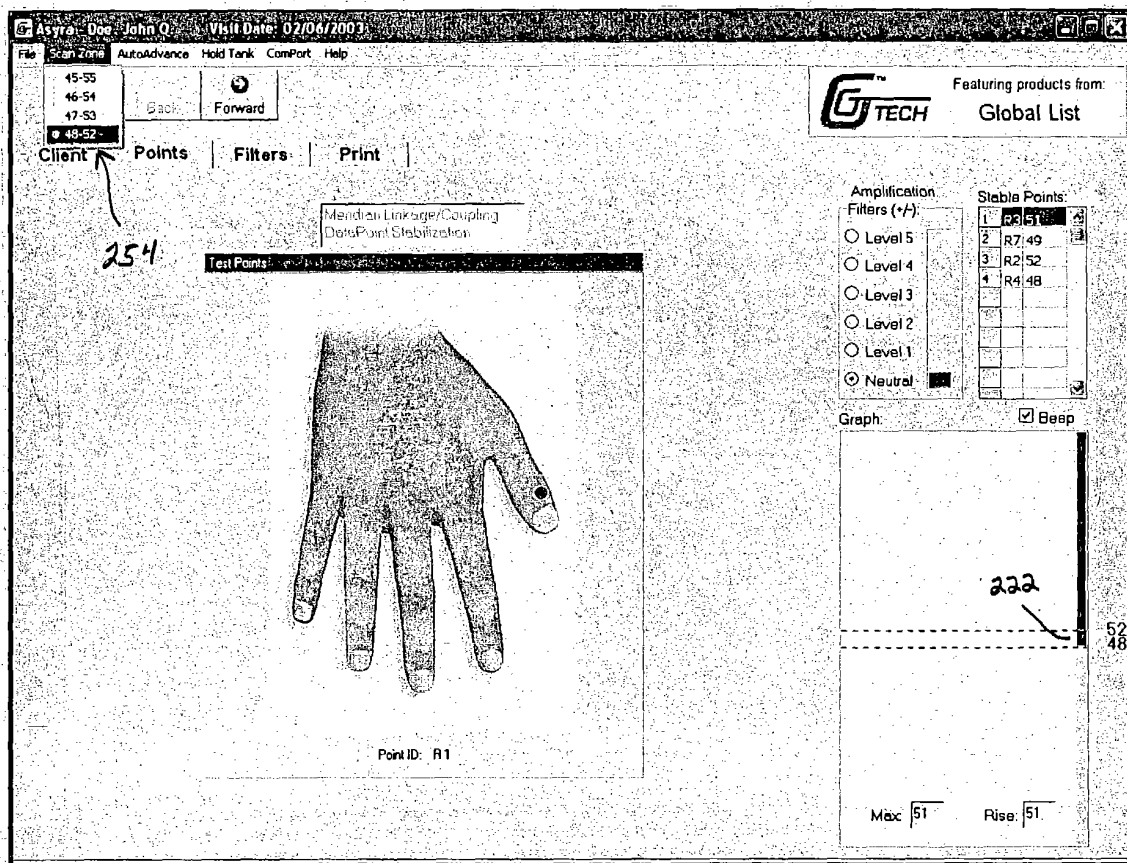 Asyra - Doe, John Q. Visit Date: 02/06/2003
File Scan Zone AutoAdvance Hold Tank ComPort Help
45-55
46-54
47-53
48-52
Back Forward
G TECH ™
Featuring products from:
Global List
Client Points Filters Print
254
Meridian Linkage/Coupling
DataPoint Stabilization
Test Points
Point ID: R1
Amplification
Filters (+/-):
Level 5
Level 4
Level 3
Level 2
Level 1
Neutral
Stable Points:
1 R3 51
2 R7 49
3 R2 52
4 R4 48
Graph: Beep
222
52
48
Max: 51 Rise: 51